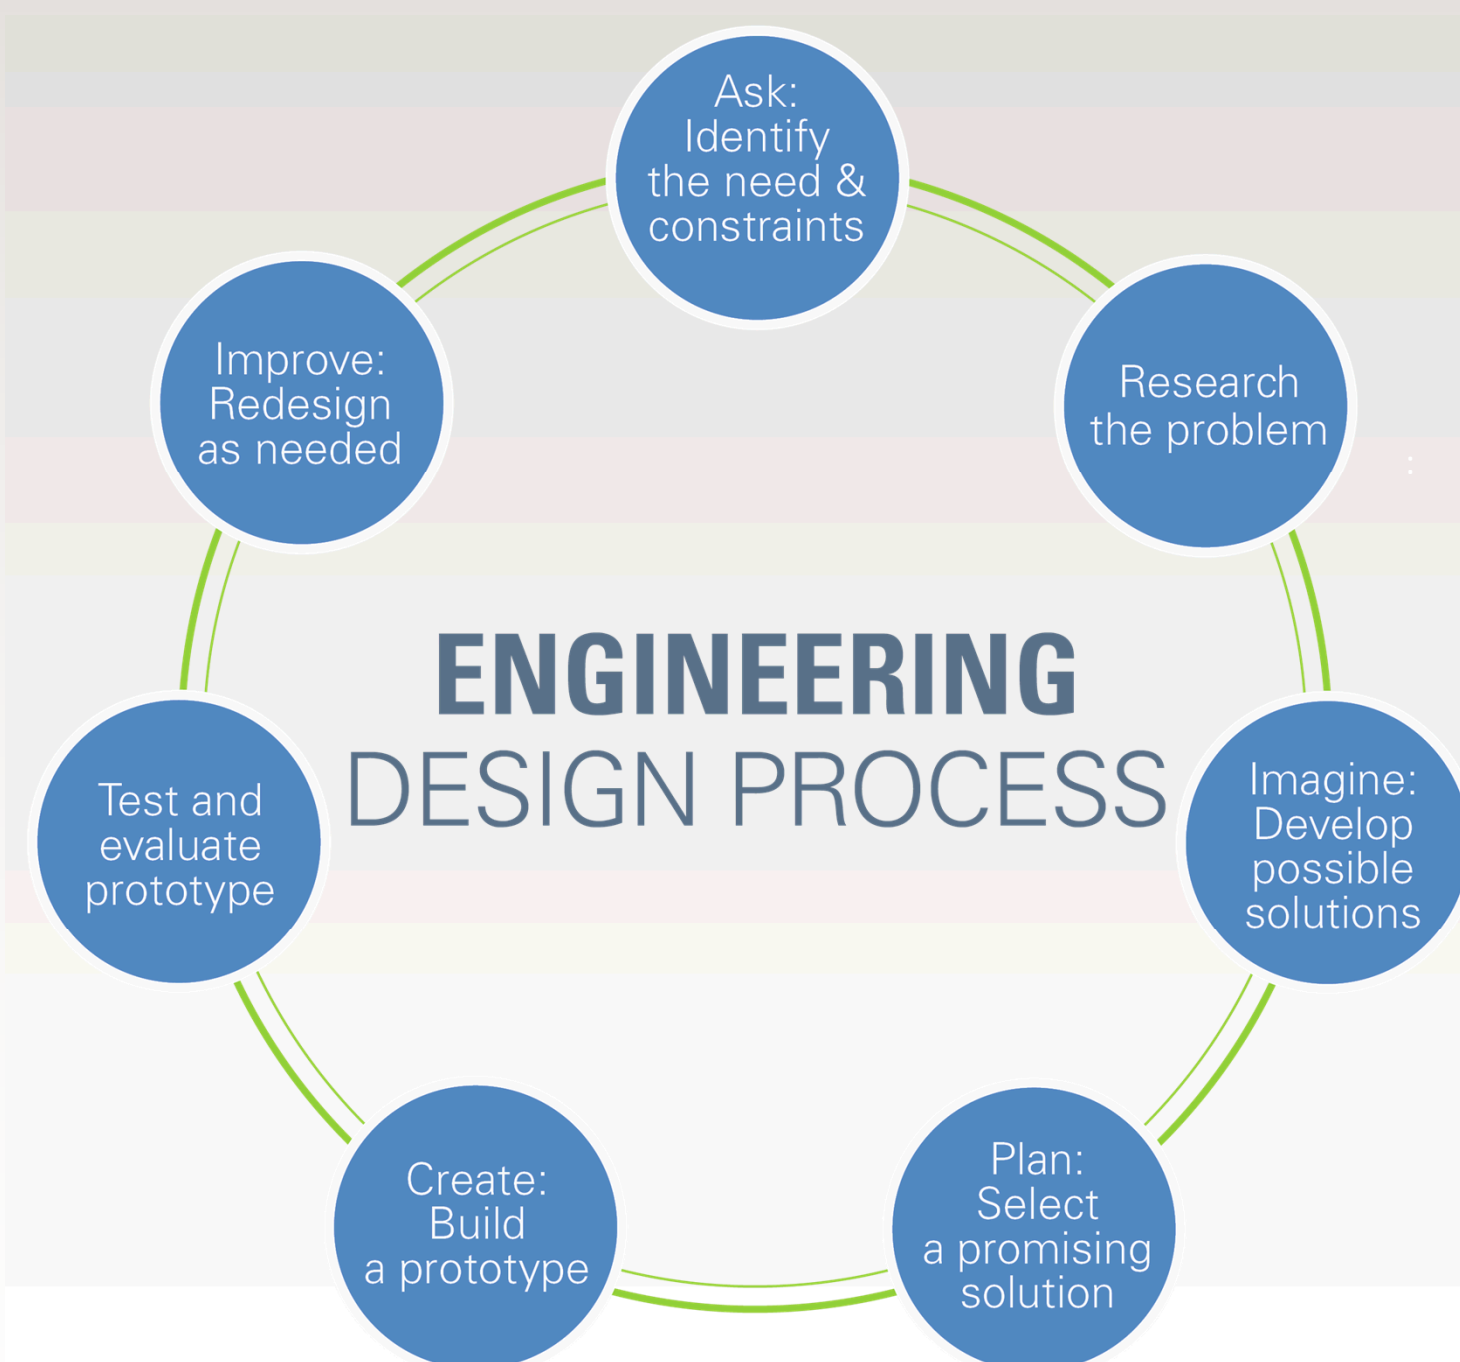 Ask:
Identify
the need &
constraints
Research
the problem
:
Imagine:
Develop
possible
solutions
Plan:
Select
a promising
solution
Create:
Build
a prototype
Test and
evaluate
prototype
Improve:
Redesign
as needed
ENGINEERING
DESIGN PROCESS